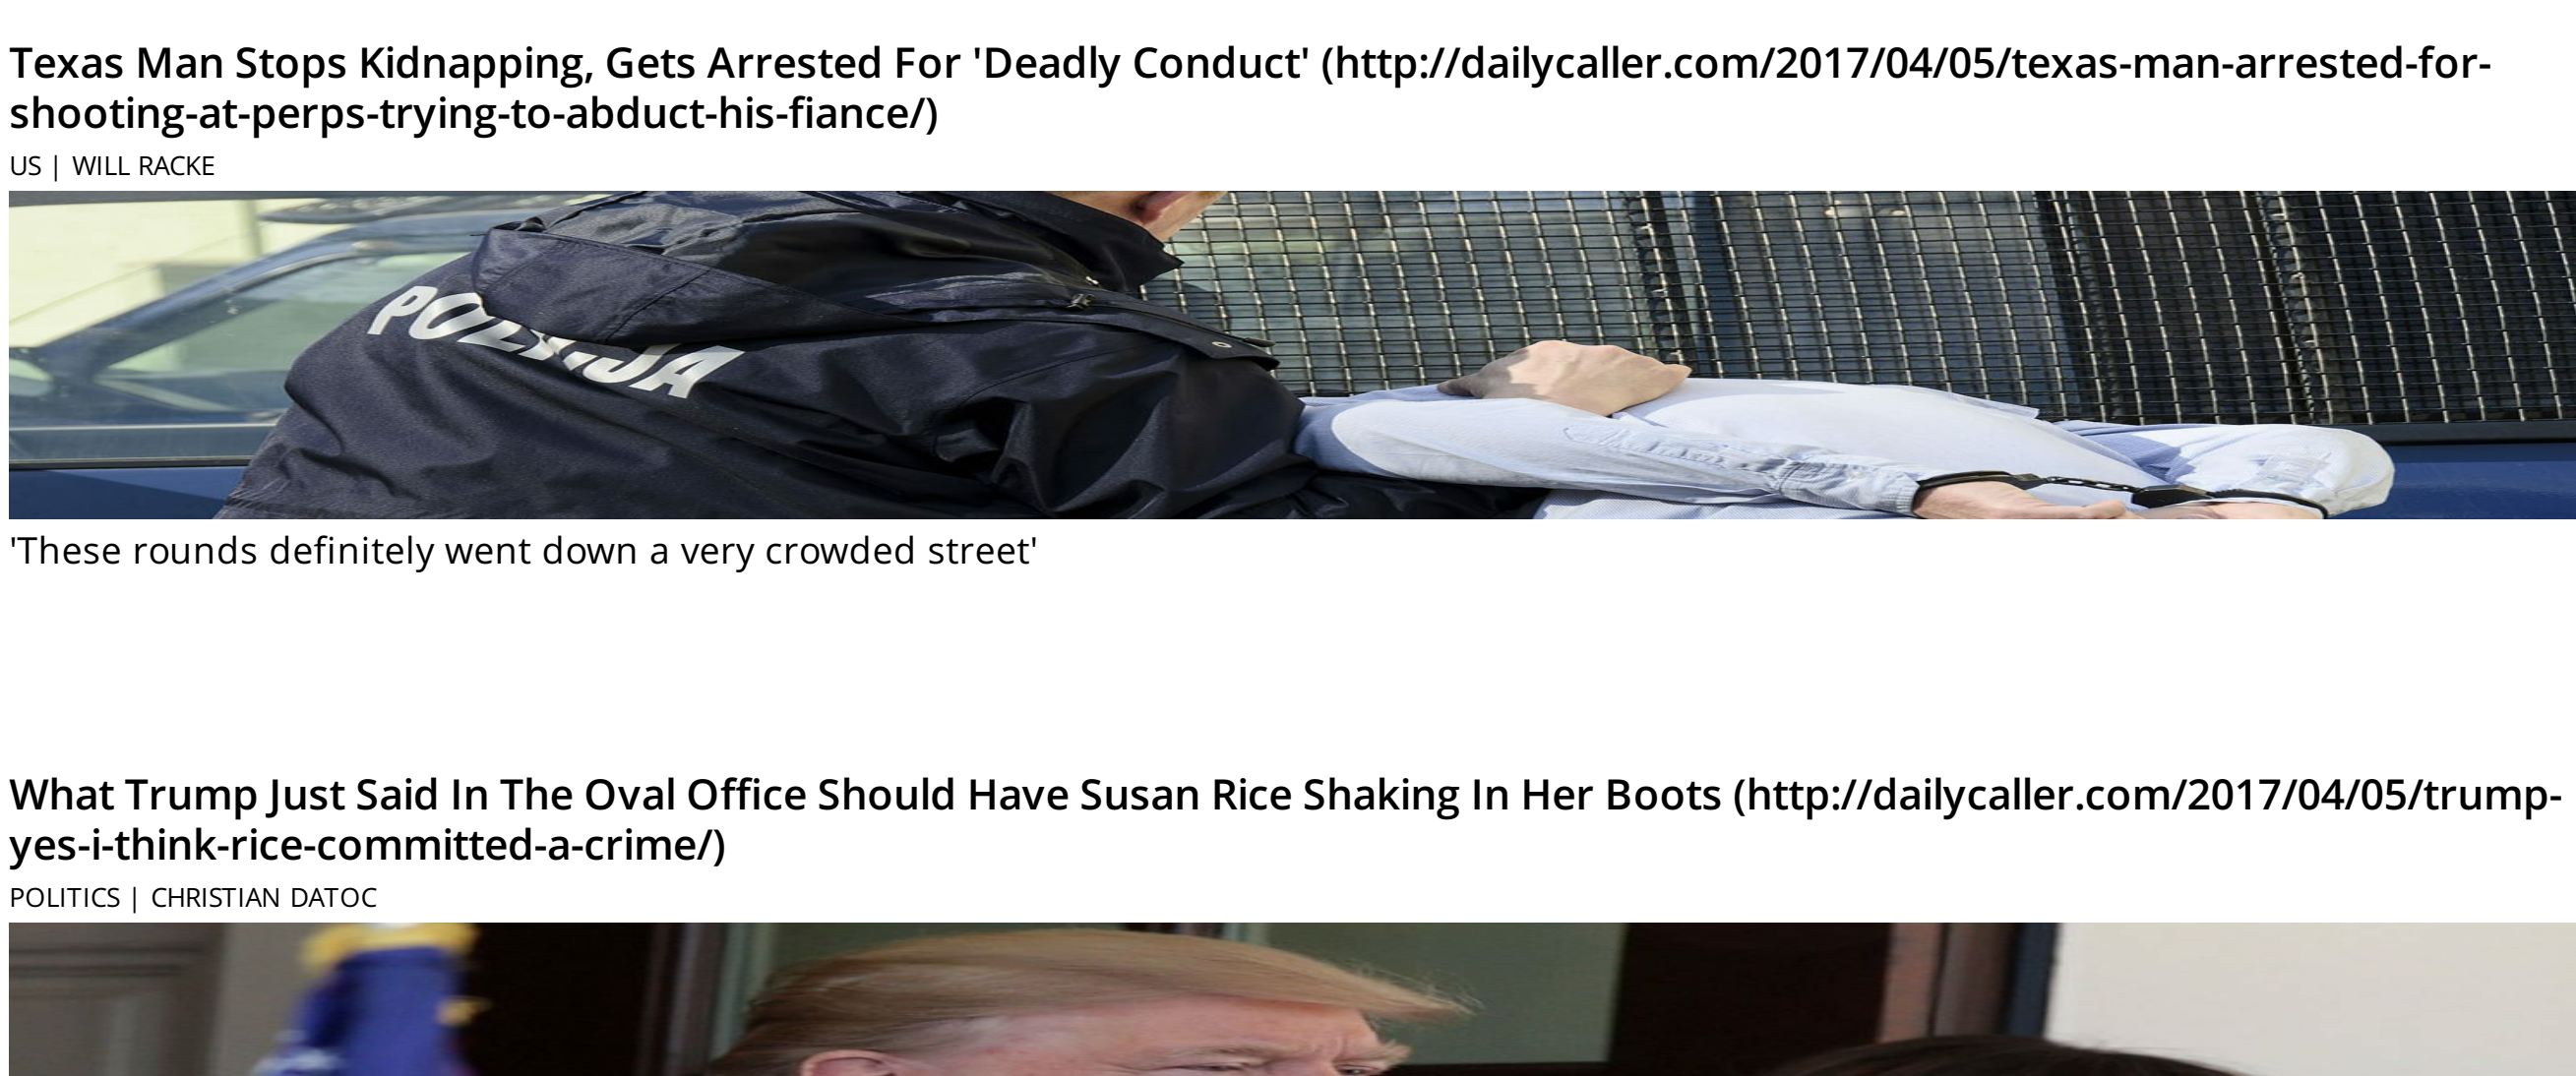 Texas Man Stops Kidnapping, Gets Arrested For 'Deadly Conduct' (http://dailycaller.com/2017/04/05/texas-man-arrested-for-
shooting-at-perps-trying-to-abduct-his-fiance/)
US | WILL RACKE
POLICIJA
'These rounds definitely went down a very crowded street'
What Trump Just Said In The Oval Office Should Have Susan Rice Shaking In Her Boots (http://dailycaller.com/2017/04/05/trump-
yes-i-think-rice-committed-a-crime/)
POLITICS | CHRISTIAN DATOC